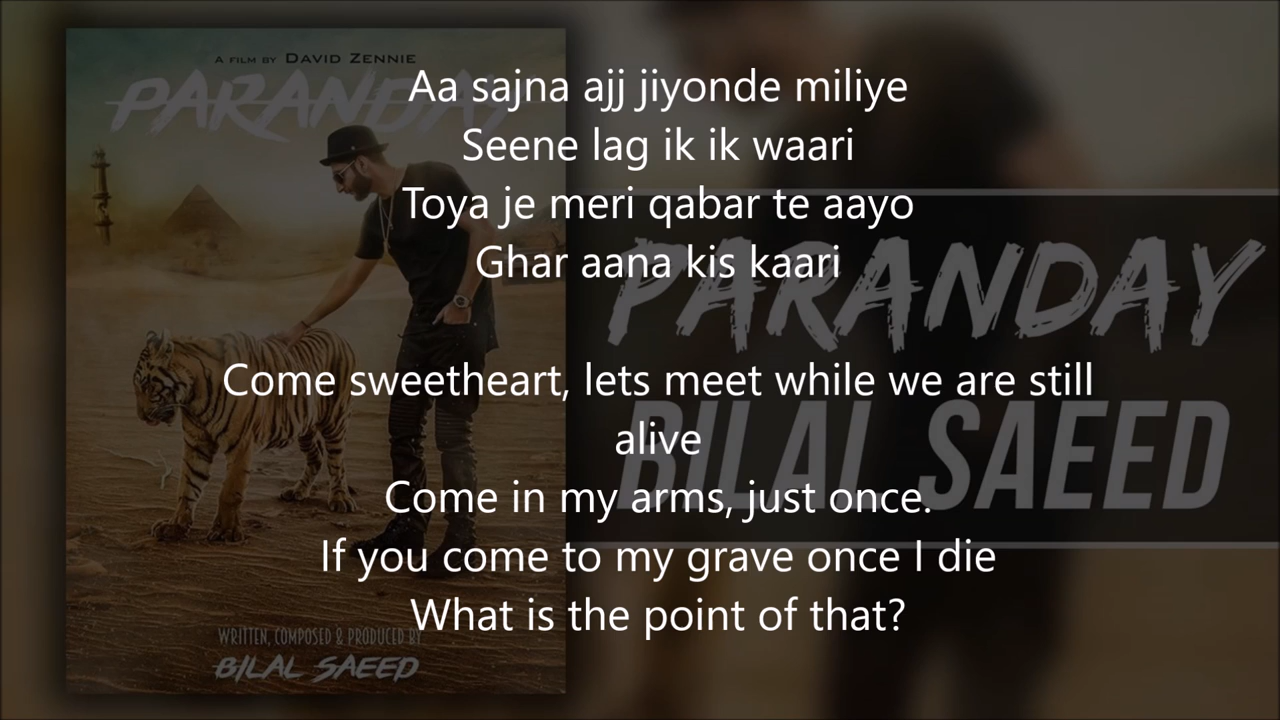 A FILM BY DAVID ZENNIE
PARANDAY
Aa sajna ajj jiyonde miliye
Seene lag ik ik waari
Toya je meri qabar te aayo
Ghar aana kis kaari
PARANDAY
BILAL SAEED
Come sweetheart, lets meet while we are still
alive
Come in my arms, just once.
If you come to my grave once I die
What is the point of that?
WRITTEN, COMPOSED & PRODUCED BY
BILAL SAEED